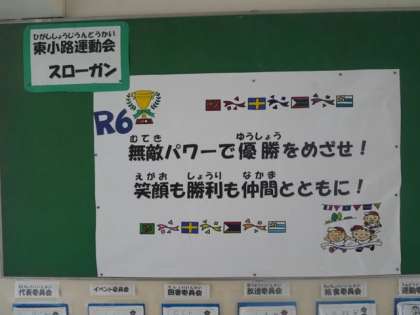 ひがししょうじうんどうかい
東小路運動会
スローガン
R6
むてき ゆうしょう
無敵パワーで優勝をめざせ！
えがお しょうり なかま
笑顔も勝利も仲間とともに！
代表委員会
イベント委員会
図書委員会
放送委員会
給食委員会